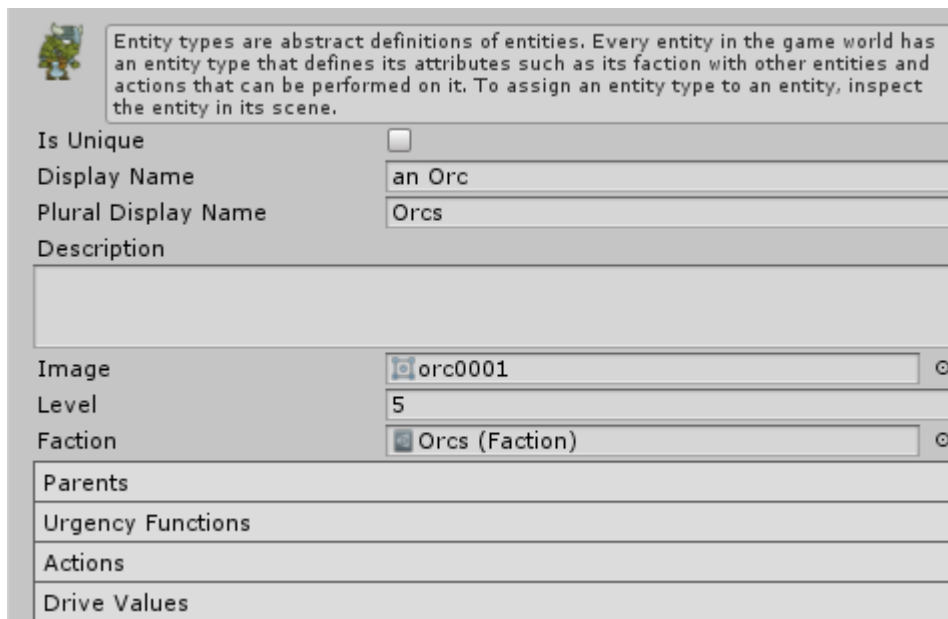 Entity types are abstract definitions of entities. Every entity in the game world has
an entity type that defines its attributes such as its faction with other entities and
actions that can be performed on it. To assign an entity type to an entity, inspect
the entity in its scene.
Is Unique
Display Name an Orc
Plural Display Name Orcs
Description
Image orc0001
Level 5
Faction Orcs (Faction)
Parents
Urgency Functions
Actions
Drive Values